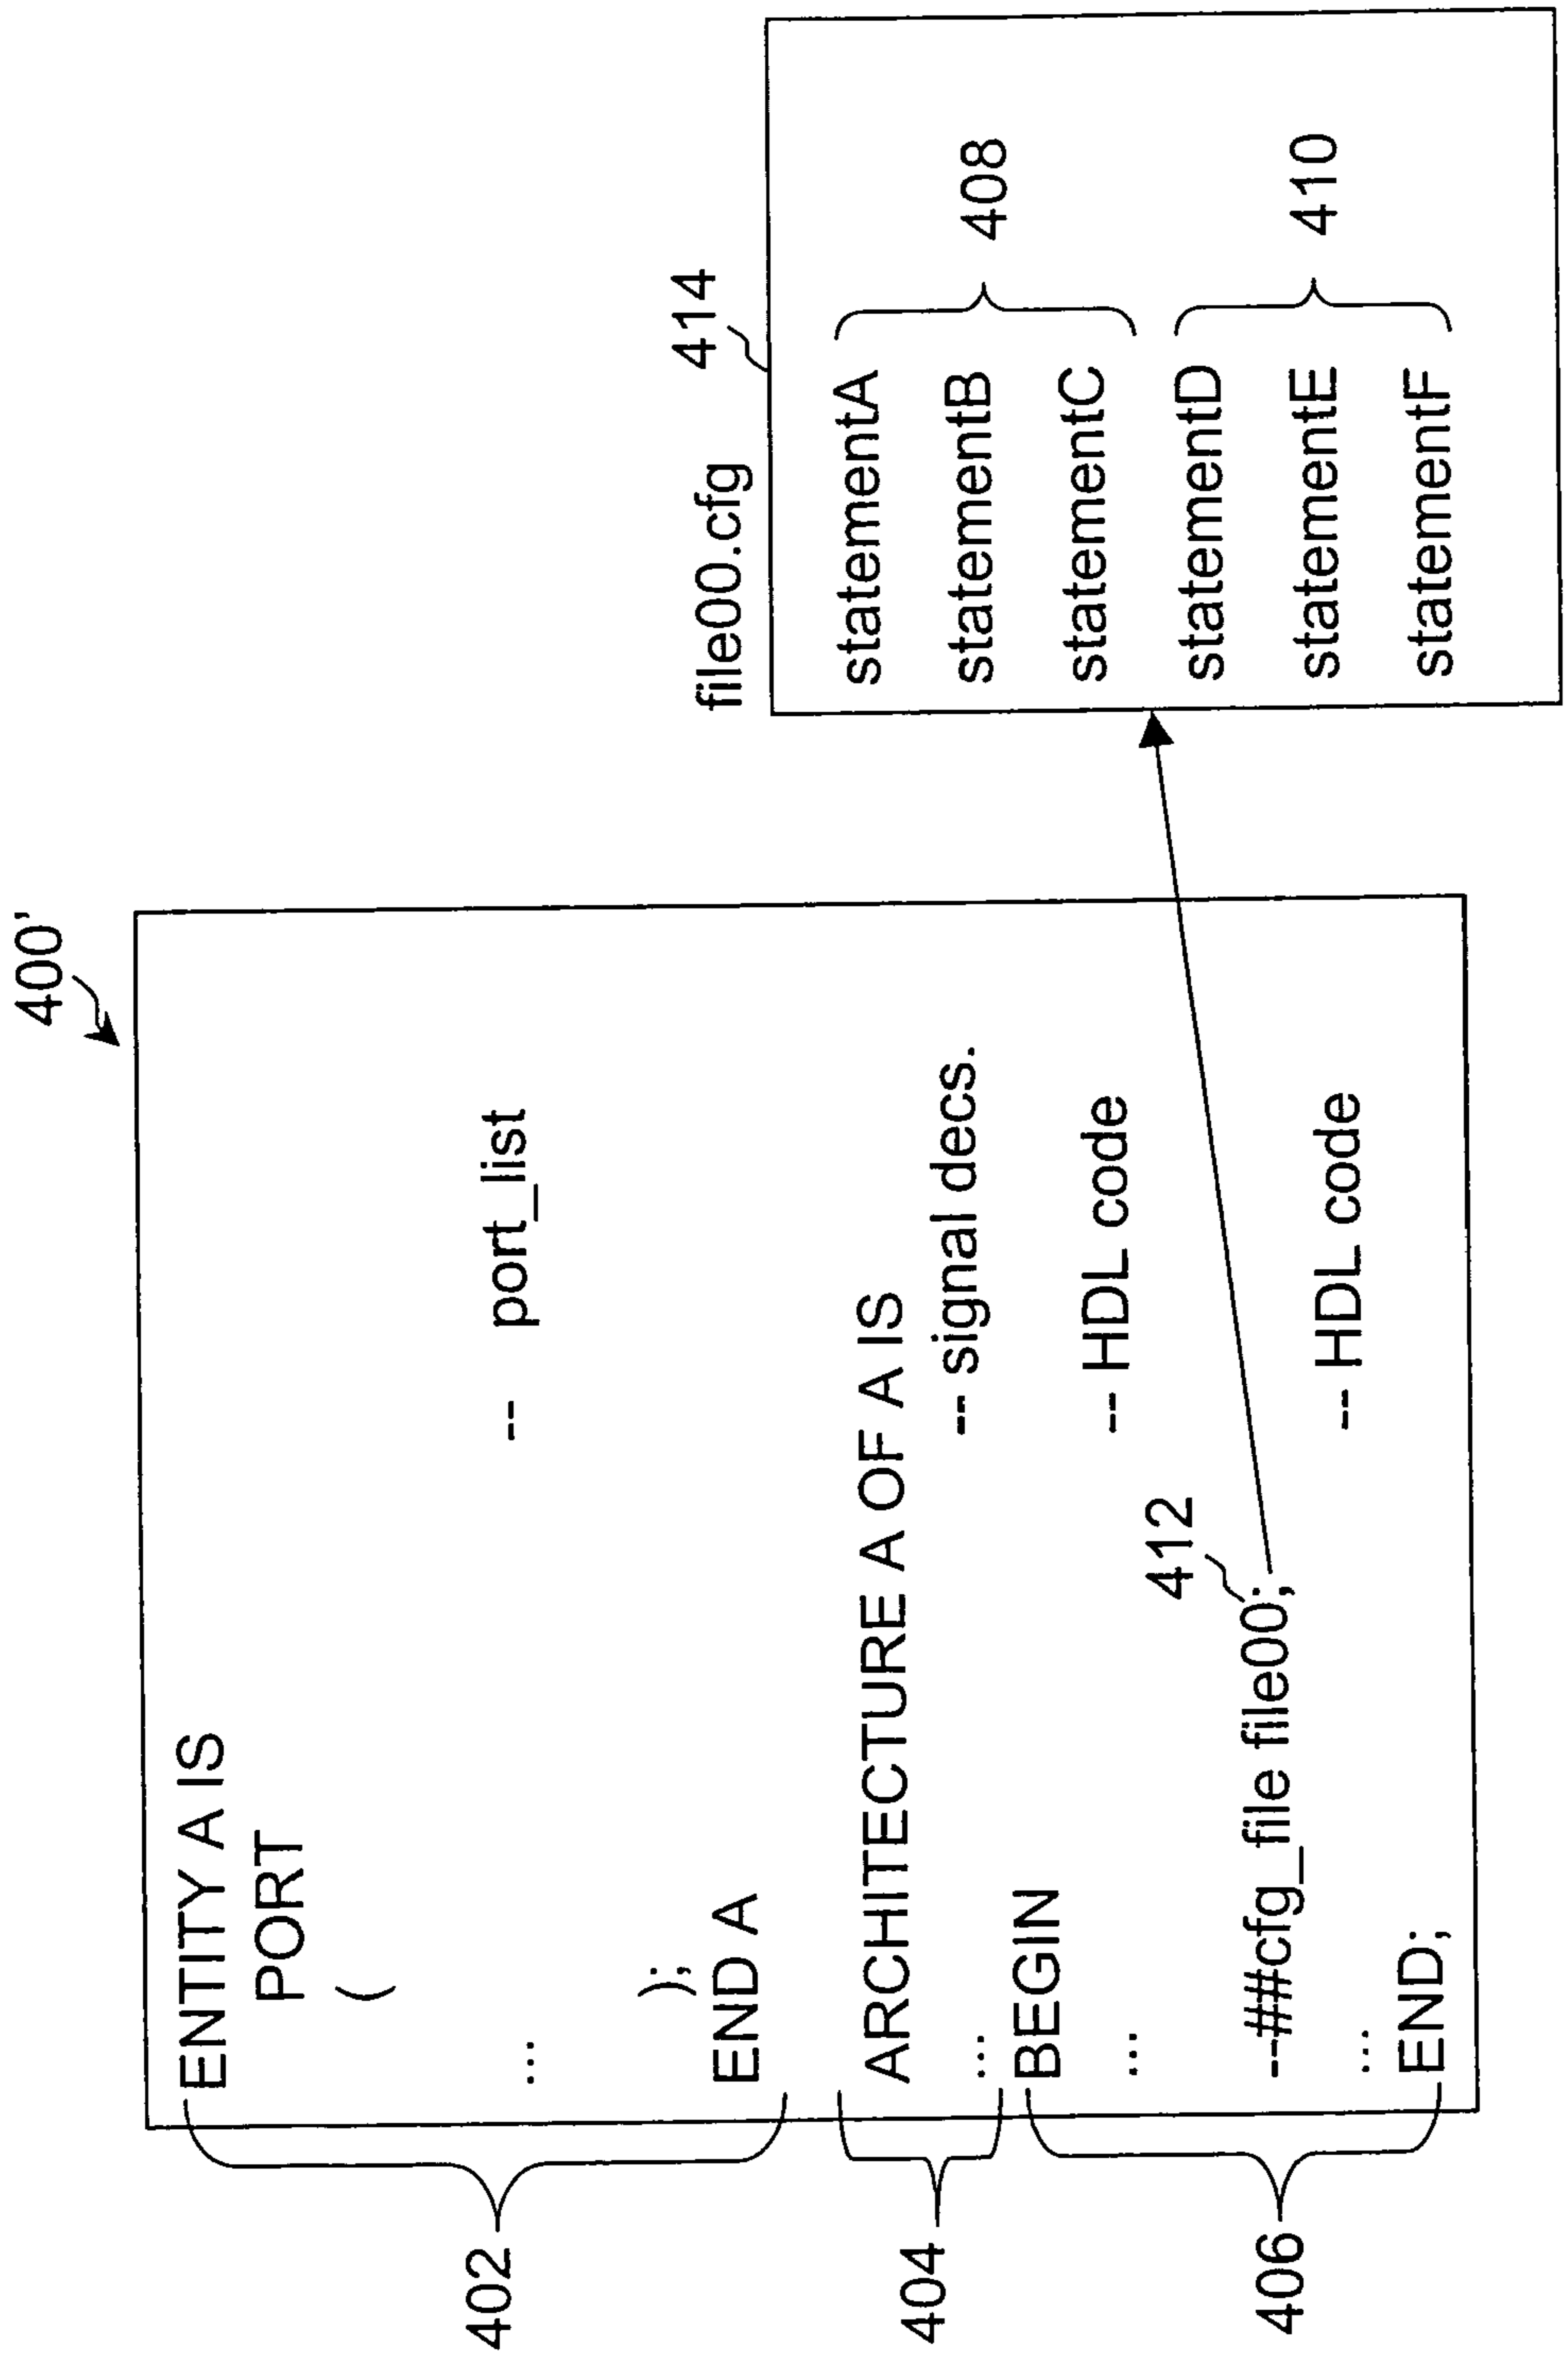 400'
ENTITY A IS
PORT
(
... -- port_list
);
END A
402
ARCHITECTURE A OF A IS
... -- signal decs.
404
BEGIN
... -- HDL code
412
--##cfg_file file00;
... -- HDL code
END;
406
file00.cfg 414
statementA
statementB
statementC
408
statementD
statementE
statementF
410